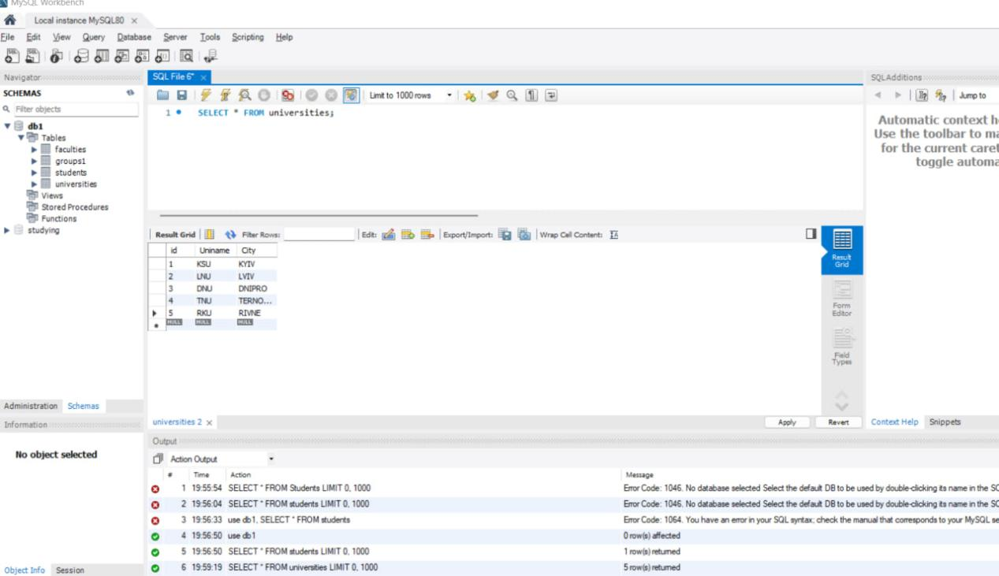 MySQL Workbench
Local instance MySQL80
File Edit View Query Database Server Tools Scripting Help
Navigator
SCHEMAS
Filter objects
db1
Tables
faculties
groups1
students
universities
Views
Stored Procedures
Functions
studying
Administration Schemas
Information
No object selected
Object Info Session
SQL File 6*
Limit to 1000 rows
1 SELECT * FROM universities;
Result Grid Filter Rows: Edit: Export/Import: Wrap Cell Content:
id Uniname City
1 KSU KYIV
2 LNU LVIV
3 DNU DNIPRO
4 TNU TERNO...
5 RKU RIVNE
NULL NULL NULL
Result
Grid
Form
Editor
Field
Types
universities 2 Apply Revert
Output
Action Output
# Time Action Message
1 19:55:54 SELECT * FROM Students LIMIT 0, 1000 Error Code: 1046. No database selected Select the default DB to be used by double-clicking its name in the SC
2 19:56:04 SELECT * FROM students LIMIT 0, 1000 Error Code: 1046. No database selected Select the default DB to be used by double-clicking its name in the SC
3 19:56:33 use db1, SELECT * FROM students Error Code: 1064. You have an error in your SQL syntax; check the manual that corresponds to your MySQL se
4 19:56:50 use db1 0 row(s) affected
5 19:56:50 SELECT * FROM students LIMIT 0, 1000 1 row(s) returned
6 19:59:19 SELECT * FROM universities LIMIT 0, 1000 5 row(s) returned
SQLAdditions
Jump to
Automatic context h
Use the toolbar to ma
for the current caret
toggle automa
Context Help Snippets